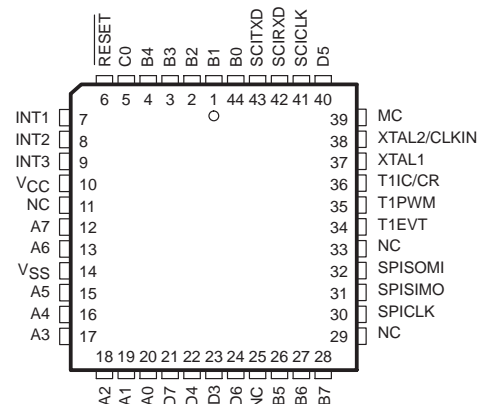 RESET C0 B4 B3 B2 B1 B0 SCITXD SCIRXD SCICLK D5
6 5 4 3 2 1 44 43 42 41 40
INT1 7
INT2 8
INT3 9
VCC 10
NC 11
A7 12
A6 13
VSS 14
A5 15
A4 16
A3 17
39 MC
38 XTAL2/CLKIN
37 XTAL1
36 T1IC/CR
35 T1PWM
34 T1EVT
33 NC
32 SPISOMI
31 SPISIMO
30 SPICLK
29 NC
18 19 20 21 22 23 24 25 26 27 28
A2 A1 A0 D7 D4 D3 D6 NC B5 B6 B7